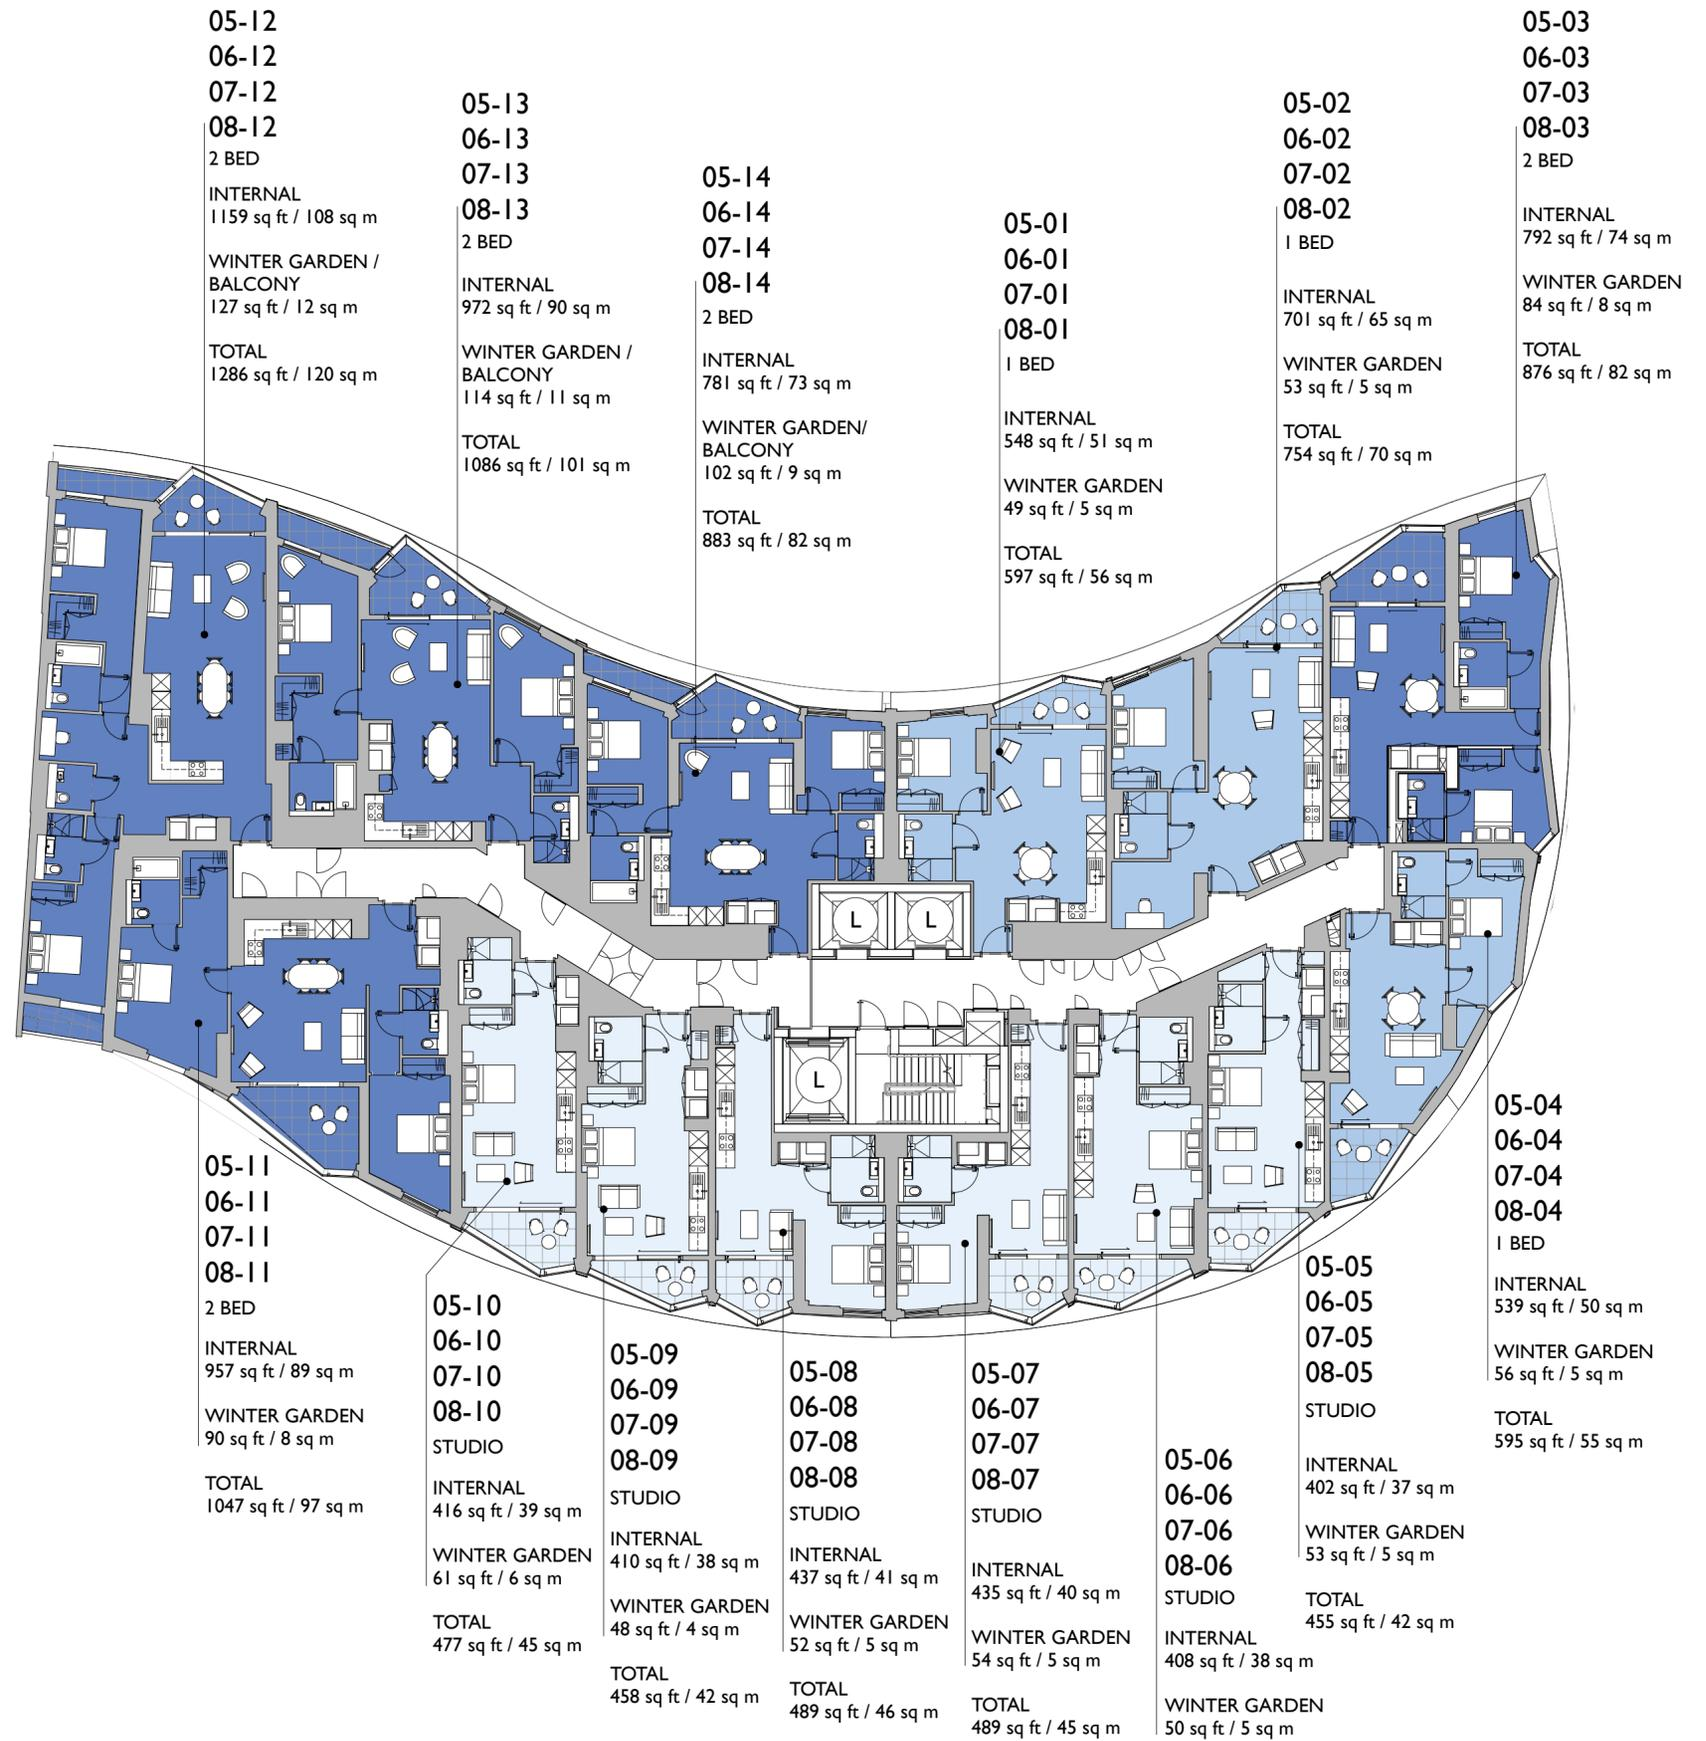 05-12
06-12
07-12
08-12
2 BED
INTERNAL
1159 sq ft / 108 sq m
WINTER GARDEN /
BALCONY
127 sq ft / 12 sq m
TOTAL
1286 sq ft / 120 sq m
05-13
06-13
07-13
08-13
2 BED
INTERNAL
972 sq ft / 90 sq m
WINTER GARDEN /
BALCONY
114 sq ft / 11 sq m
TOTAL
1086 sq ft / 101 sq m
05-14
06-14
07-14
08-14
2 BED
INTERNAL
781 sq ft / 73 sq m
WINTER GARDEN/
BALCONY
102 sq ft / 9 sq m
TOTAL
883 sq ft / 82 sq m
05-01
06-01
07-01
08-01
1 BED
INTERNAL
548 sq ft / 51 sq m
WINTER GARDEN
49 sq ft / 5 sq m
TOTAL
597 sq ft / 56 sq m
05-02
06-02
07-02
08-02
1 BED
INTERNAL
701 sq ft / 65 sq m
WINTER GARDEN
53 sq ft / 5 sq m
TOTAL
754 sq ft / 70 sq m
05-03
06-03
07-03
08-03
2 BED
INTERNAL
792 sq ft / 74 sq m
WINTER GARDEN
84 sq ft / 8 sq m
TOTAL
876 sq ft / 82 sq m
L
L
L
05-11
06-11
07-11
08-11
2 BED
INTERNAL
957 sq ft / 89 sq m
WINTER GARDEN
90 sq ft / 8 sq m
TOTAL
1047 sq ft / 97 sq m
05-10
06-10
07-10
08-10
STUDIO
INTERNAL
416 sq ft / 39 sq m
WINTER GARDEN
61 sq ft / 6 sq m
TOTAL
477 sq ft / 45 sq m
05-09
06-09
07-09
08-09
STUDIO
INTERNAL
410 sq ft / 38 sq m
WINTER GARDEN
48 sq ft / 4 sq m
TOTAL
458 sq ft / 42 sq m
05-08
06-08
07-08
08-08
STUDIO
INTERNAL
437 sq ft / 41 sq m
WINTER GARDEN
52 sq ft / 5 sq m
TOTAL
489 sq ft / 46 sq m
05-07
06-07
07-07
08-07
STUDIO
INTERNAL
435 sq ft / 40 sq m
WINTER GARDEN
54 sq ft / 5 sq m
TOTAL
489 sq ft / 45 sq m
05-06
06-06
07-06
08-06
STUDIO
INTERNAL
408 sq ft / 38 sq m
WINTER GARDEN
50 sq ft / 5 sq m
05-05
06-05
07-05
08-05
STUDIO
INTERNAL
402 sq ft / 37 sq m
WINTER GARDEN
53 sq ft / 5 sq m
TOTAL
455 sq ft / 42 sq m
05-04
06-04
07-04
08-04
1 BED
INTERNAL
539 sq ft / 50 sq m
WINTER GARDEN
56 sq ft / 5 sq m
TOTAL
595 sq ft / 55 sq m